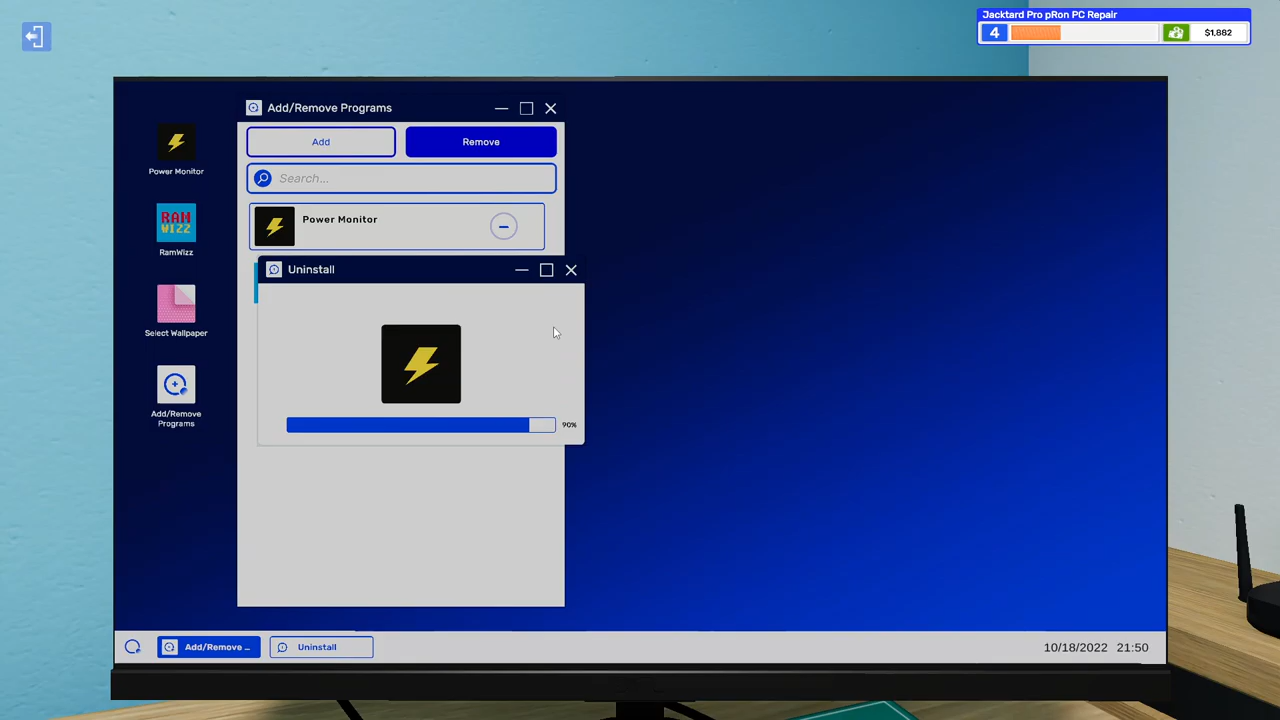 Jacktard Pro pRon PC Repair
4
$1,882
Add/Remove Programs
Add
Remove
Search...
Power Monitor
Uninstall
90%
Power Monitor
RAM
WIZZ
RamWizz
Select Wallpaper
Add/Remove
Programs
Add/Remove ...
Uninstall
10/18/2022 21:50